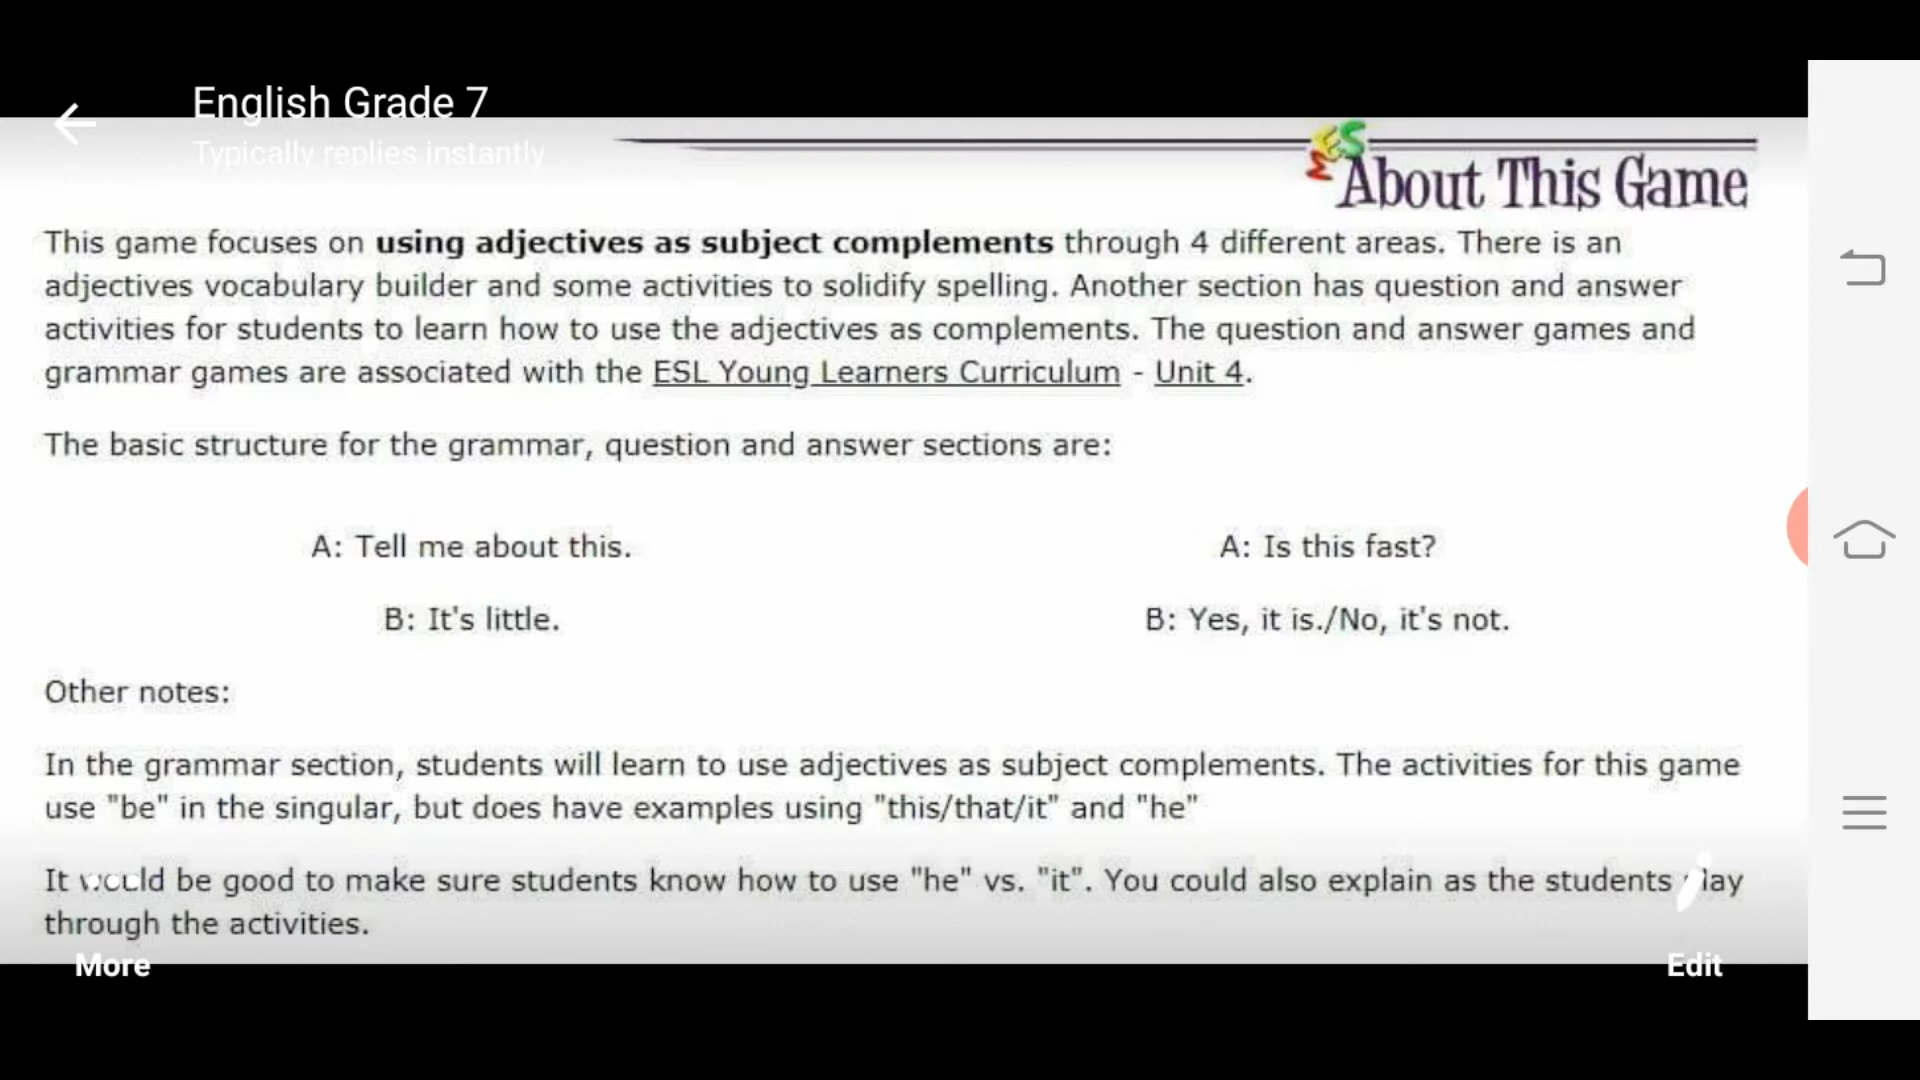 English Grade 7
Typically replies instantly
MES
About This Game
This game focuses on using adjectives as subject complements through 4 different areas. There is an
adjectives vocabulary builder and some activities to solidify spelling. Another section has question and answer
activities for students to learn how to use the adjectives as complements. The question and answer games and
grammar games are associated with the ESL Young Learners Curriculum - Unit 4.
The basic structure for the grammar, question and answer sections are:
A: Tell me about this.
B: It's little.
A: Is this fast?
B: Yes, it is./No, it's not.
Other notes:
In the grammar section, students will learn to use adjectives as subject complements. The activities for this game
use "be" in the singular, but does have examples using "this/that/it" and "he"
It would be good to make sure students know how to use "he" vs. "it". You could also explain as the students play
through the activities.
More
Edit